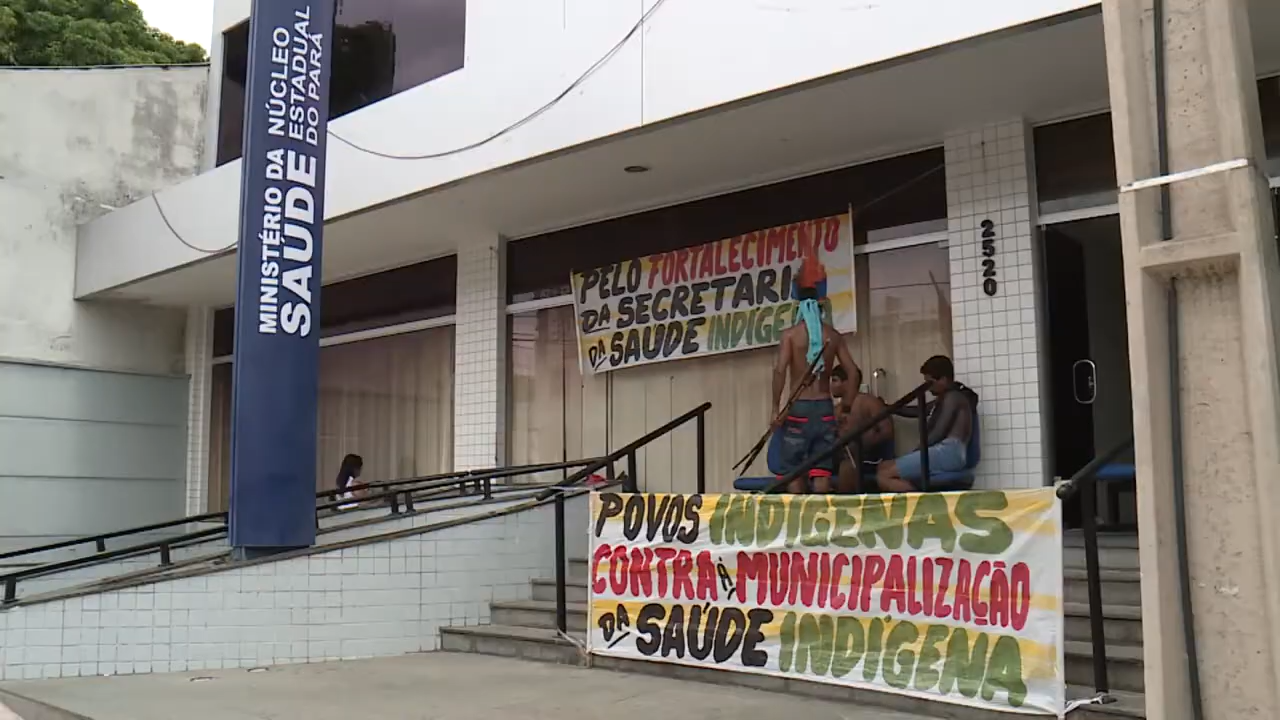 MINISTÉRIO DA
SAÚDE
NÚCLEO
ESTADUAL
DO PARÁ
PELO FORTALECIMENTO
DA SECRETARI
DA SAÚDE INDÍGENA
2520
POVOS INDÍGENAS
CONTRA A MUNICIPALIZAÇÃO
DA SAÚDE INDÍGENA